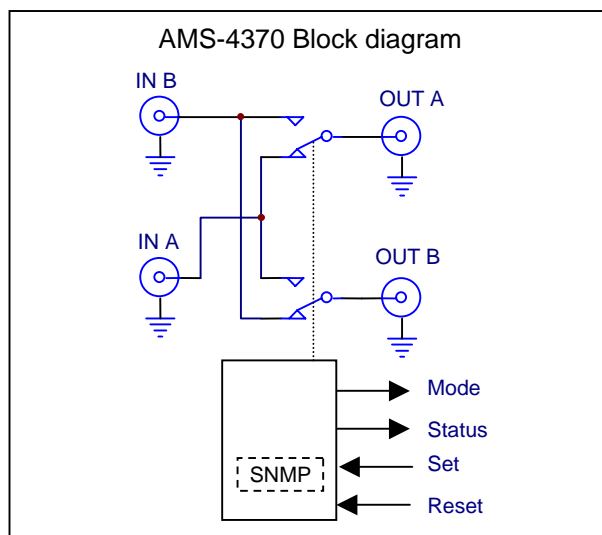 AMS-4370 Block diagram
IN B
OUT A
IN A
OUT B
Mode
Status
SNMP
Set
Reset